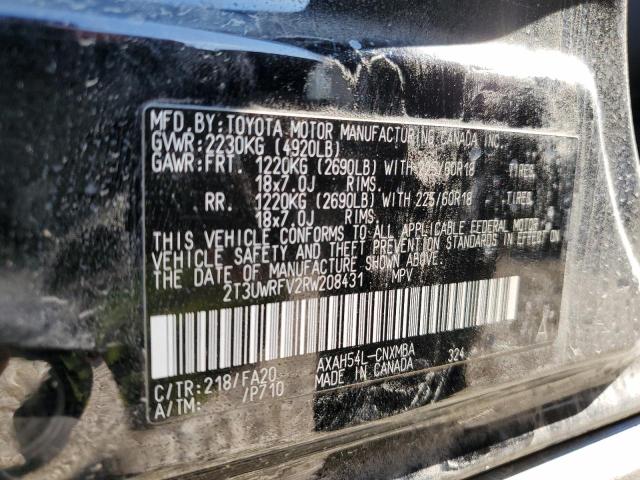 MFD. BY: TOYOTA MOTOR MANUFACTURING CANADA INC.
GVWR: 2230KG (4920LB)
GAWR: FRT. 1220KG (2690LB) WITH 225/60R18 TIRES,
18x7.0J RIMS.
RR. 1220KG (2690LB) WITH 225/60R18 TIRES,
18x7.0J RIMS.
THIS VEHICLE CONFORMS TO ALL APPLICABLE FEDERAL MOTOR
VEHICLE SAFETY AND THEFT PREVENTION STANDARDS IN EFFECT ON
THE DATE OF MANUFACTURE SHOWN ABOVE.
2T3UWRFV2RW208431 MPV
C/TR: 218/FA20 AXAH54L-CNXMBA 324
A/TM: /P710 MADE IN CANADA